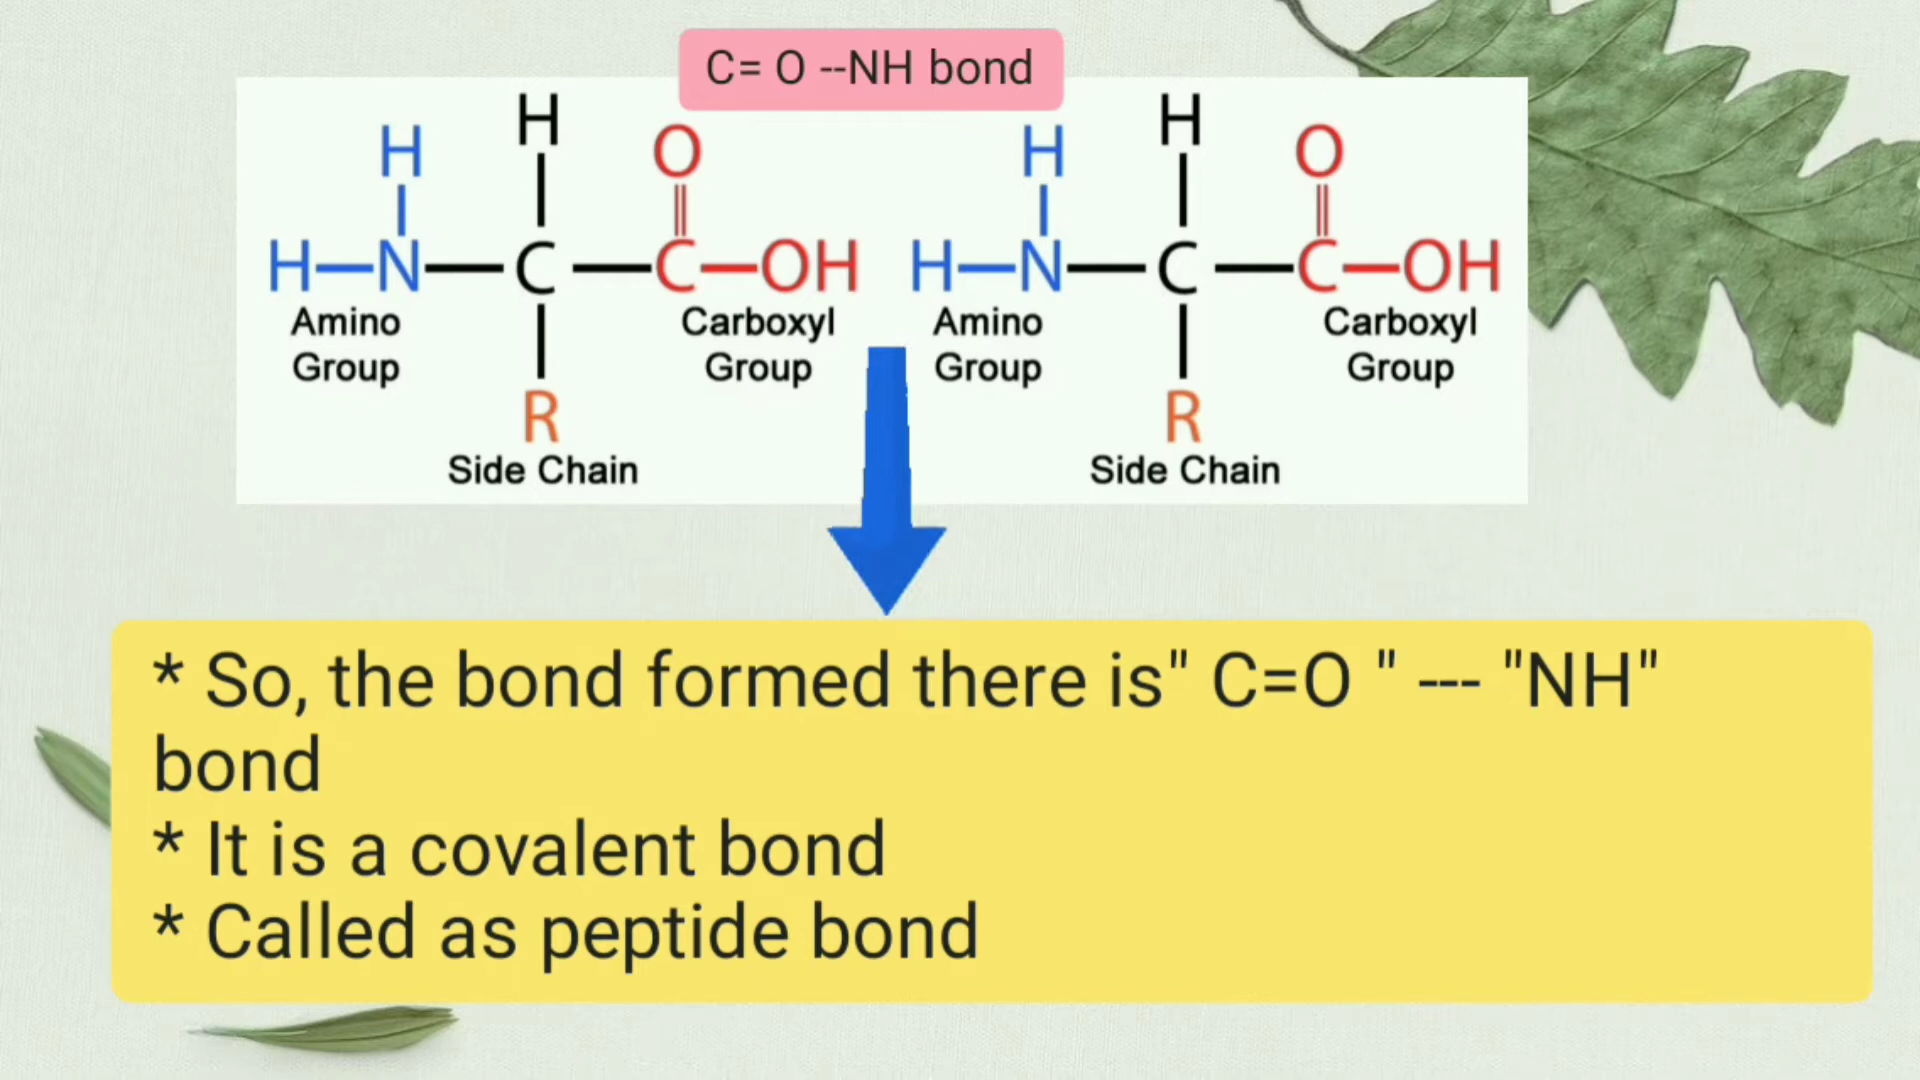 C= O --NH bond
H H O H H O
H N C C OH H N C C OH
Amino Carboxyl Amino Carboxyl
Group Group Group Group
R R
Side Chain Side Chain
* So, the bond formed there is" C=O " --- "NH"
bond
* It is a covalent bond
* Called as peptide bond